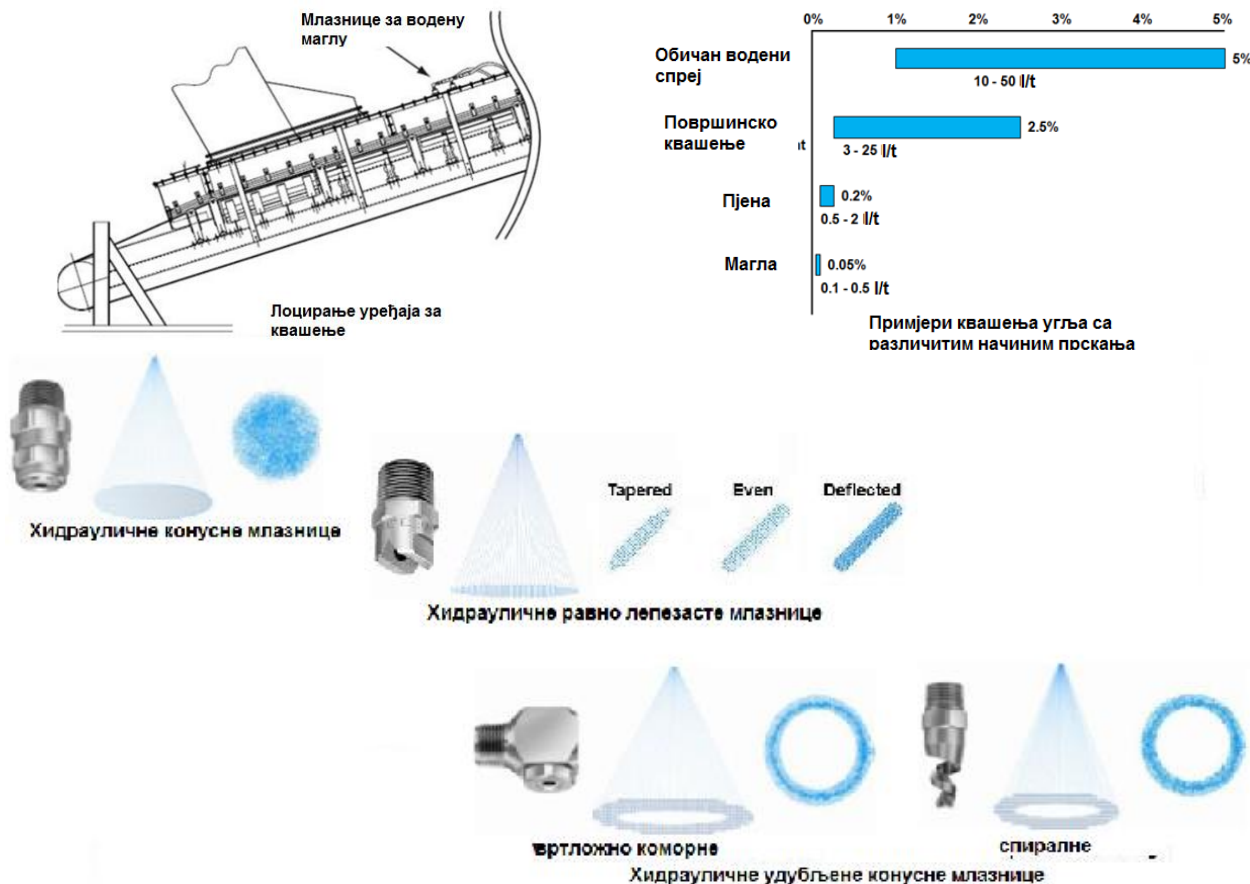 Млазнице за водену
маглу
Лоцирање уређаја за
квашење
0% 1% 2% 3% 4% 5%
Обичан водени
спреј
5%
10 - 50 l/t
Површинско
квашење
nt
2.5%
3 - 25 l/t
Пјена
0.2%
0.5 - 2 l/t
Магла
0.05%
0.1 - 0.5 l/t
Примјери квашења угља са
различитим начиним прскања
Хидрауличне конусне млазнице
Tapered Even Deflected
Хидрауличне равно лепезасте млазнице
вртложно коморне
спиралне
Хидрауличне удубљене конусне млазнице